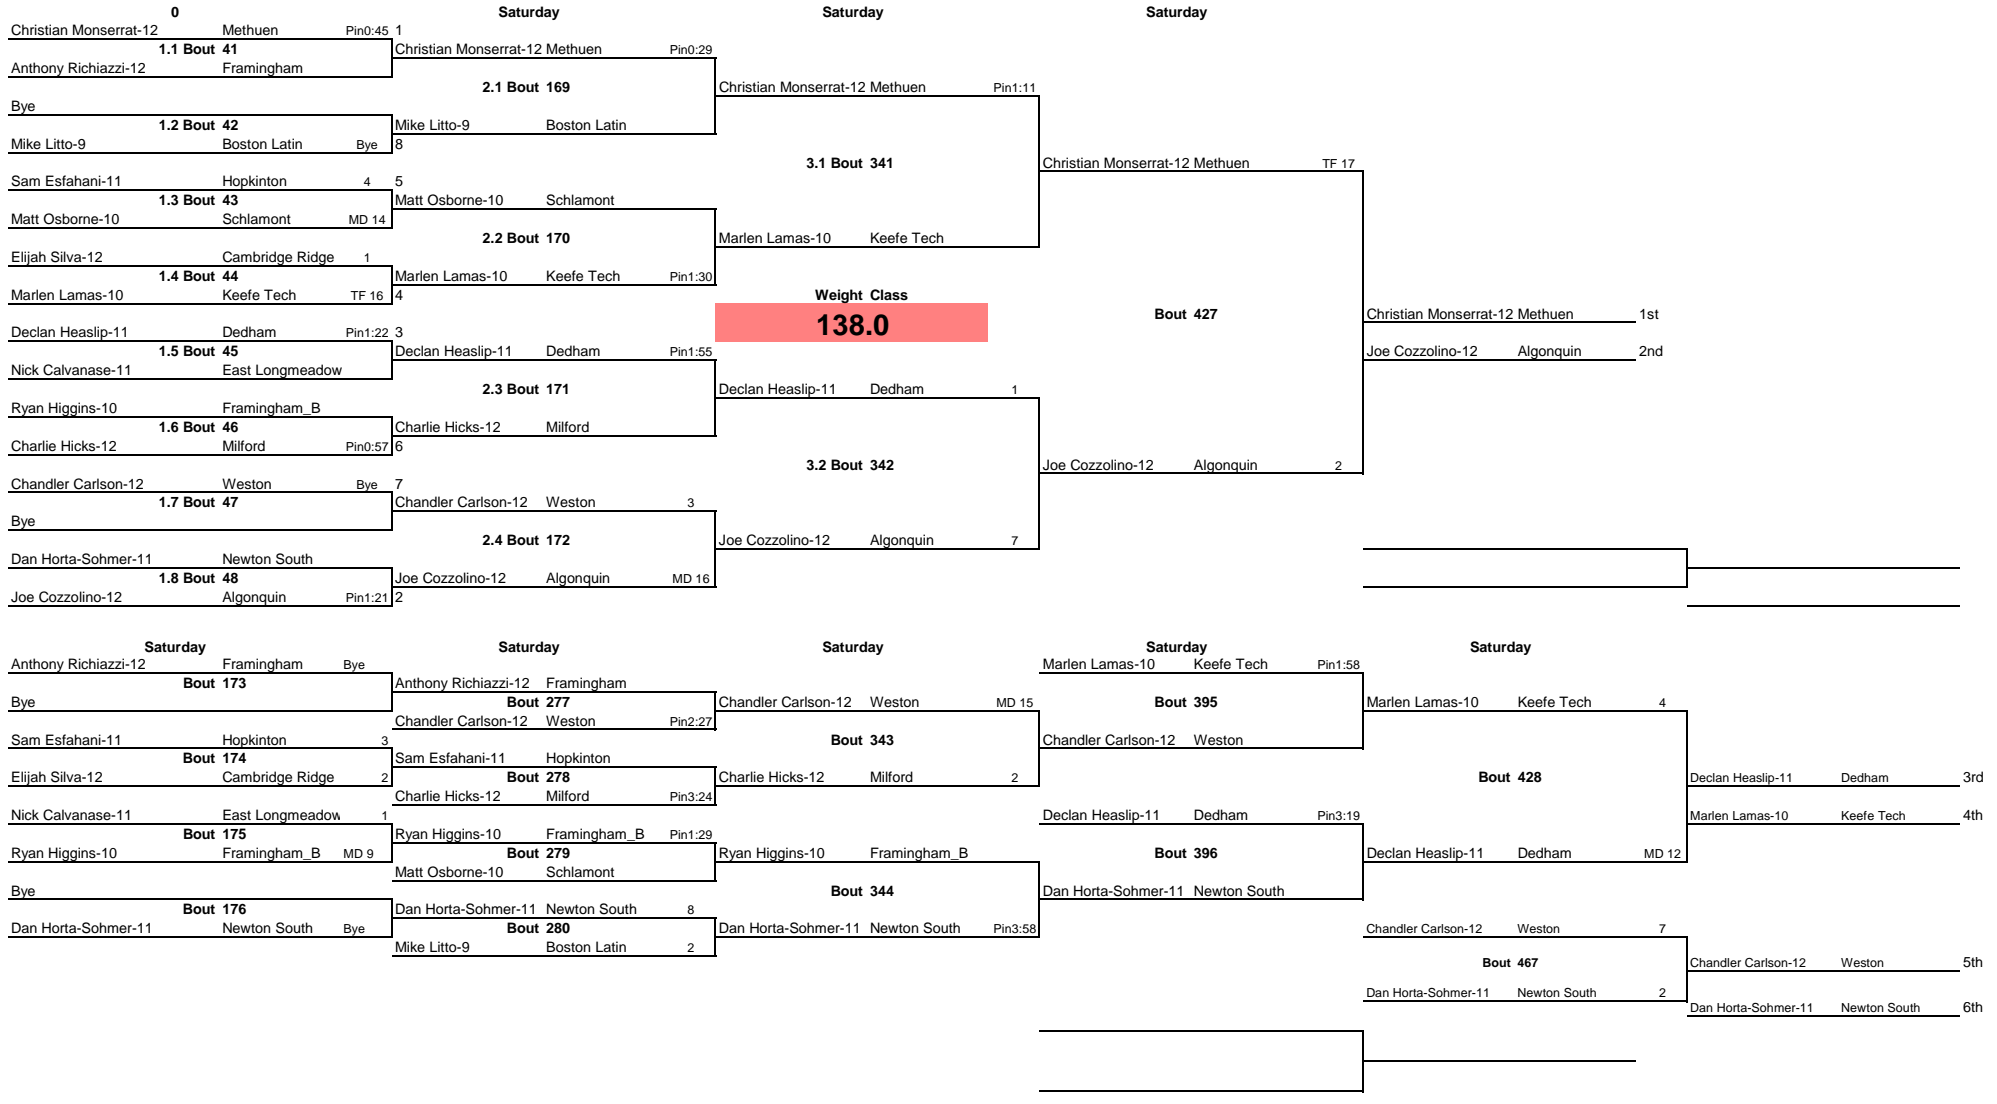 0 Saturday Saturday Saturday
Christian Monserrat-12 Methuen Pin0:45 1
1.1 Bout 41 Christian Monserrat-12 Methuen Pin0:29
Anthony Richiazzi-12 Framingham
2.1 Bout 169 Christian Monserrat-12 Methuen Pin1:11
Bye
1.2 Bout 42 Mike Litto-9 Boston Latin
Mike Litto-9 Boston Latin Bye 8
3.1 Bout 341 Christian Monserrat-12 Methuen TF 17
Sam Esfahani-11 Hopkinton 4 5
1.3 Bout 43 Matt Osborne-10 Schlamont
Matt Osborne-10 Schlamont MD 14
2.2 Bout 170 Marlen Lamas-10 Keefe Tech
Elijah Silva-12 Cambridge Ridge 1
1.4 Bout 44 Marlen Lamas-10 Keefe Tech Pin1:30
Marlen Lamas-10 Keefe Tech TF 16 4 Weight Class
138.0 Bout 427 Christian Monserrat-12 Methuen 1st
Declan Heaslip-11 Dedham Pin1:22 3
1.5 Bout 45 Declan Heaslip-11 Dedham Pin1:55 Joe Cozzolino-12 Algonquin 2nd
Nick Calvanase-11 East Longmeadow
2.3 Bout 171 Declan Heaslip-11 Dedham 1
Ryan Higgins-10 Framingham_B
1.6 Bout 46 Charlie Hicks-12 Milford
Charlie Hicks-12 Milford Pin0:57 6
3.2 Bout 342 Joe Cozzolino-12 Algonquin 2
Chandler Carlson-12 Weston Bye 7
1.7 Bout 47 Chandler Carlson-12 Weston 3
Bye
2.4 Bout 172 Joe Cozzolino-12 Algonquin 7
Dan Horta-Sohmer-11 Newton South
1.8 Bout 48 Joe Cozzolino-12 Algonquin MD 16
Joe Cozzolino-12 Algonquin Pin1:21 2
Saturday Saturday Saturday Saturday Saturday
Anthony Richiazzi-12 Framingham Bye Marlen Lamas-10 Keefe Tech Pin1:58
Bout 173 Anthony Richiazzi-12 Framingham
Bye Bout 277 Chandler Carlson-12 Weston MD 15 Bout 395 Marlen Lamas-10 Keefe Tech 4
Chandler Carlson-12 Weston Pin2:27
Sam Esfahani-11 Hopkinton 3 Bout 343 Chandler Carlson-12 Weston
Bout 174 Sam Esfahani-11 Hopkinton
Elijah Silva-12 Cambridge Ridge 2 Bout 278 Charlie Hicks-12 Milford 2 Bout 428 Declan Heaslip-11 Dedham 3rd
Charlie Hicks-12 Milford Pin3:24
Nick Calvanase-11 East Longmeadow 1 Declan Heaslip-11 Dedham Pin3:19 Marlen Lamas-10 Keefe Tech 4th
Bout 175 Ryan Higgins-10 Framingham_B Pin1:29
Ryan Higgins-10 Framingham_B MD 9 Bout 279 Ryan Higgins-10 Framingham_B Bout 396 Declan Heaslip-11 Dedham MD 12
Matt Osborne-10 Schlamont
Bye Bout 344 Dan Horta-Sohmer-11 Newton South
Bout 176 Dan Horta-Sohmer-11 Newton South 8
Dan Horta-Sohmer-11 Newton South Bye Bout 280 Dan Horta-Sohmer-11 Newton South Pin3:58 Chandler Carlson-12 Weston 7
Mike Litto-9 Boston Latin 2
Bout 467 Chandler Carlson-12 Weston 5th
Dan Horta-Sohmer-11 Newton South 2
Dan Horta-Sohmer-11 Newton South 6th